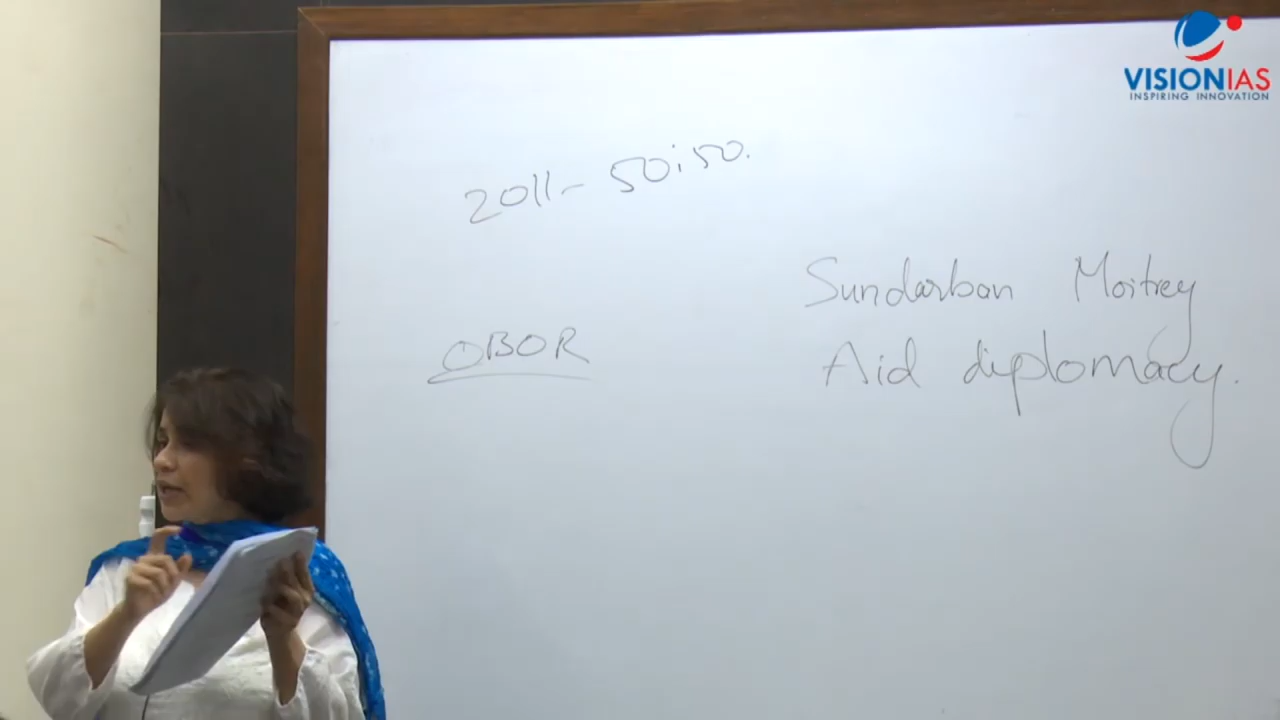 VISIONIAS
INSPIRING INNOVATION
2011 - 50:50.
Sundarban Moitrey
OBOR
Aid diplomacy.